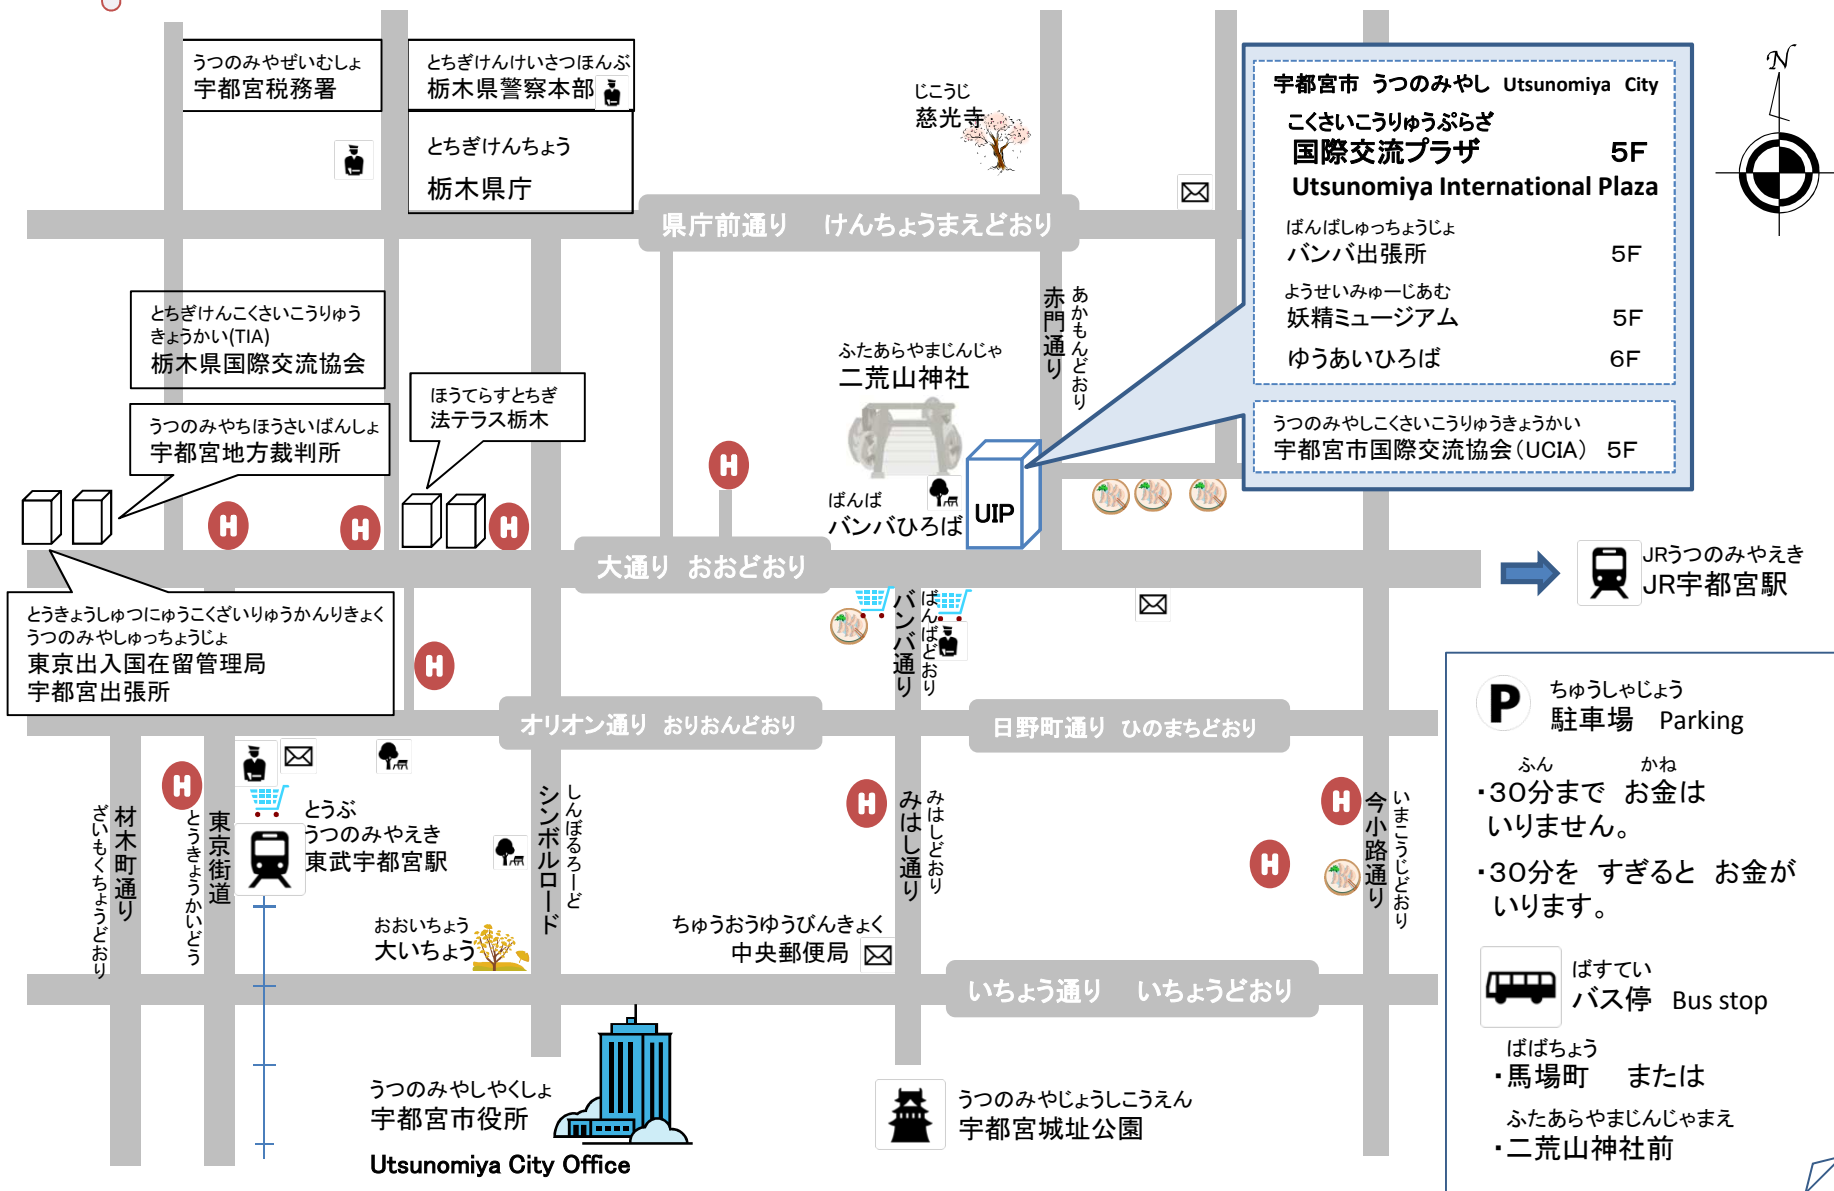 うつのみやぜいむしょ
宇都宮税務署
とちぎけんけいさつほんぶ
栃木県警察本部
とちぎけんちょう
栃木県庁
じこうじ
慈光寺
N
宇都宮市 うつのみやし Utsunomiya City
こくさいこうりゅうぷらざ
国際交流プラザ 5F
Utsunomiya International Plaza
ばんばしゅっちょうじょ
バンバ出張所 5F
ようせいみゅーじあむ
妖精ミュージアム 5F
ゆうあいひろば 6F
うつのみやしこくさいこうりゅうきょうかい
宇都宮市国際交流協会(UCIA) 5F
県庁前通り けんちょうまえどおり
赤門通り
あかもんどおり
とちぎけんこくさいこうりゅう
きょうかい(TIA)
栃木県国際交流協会
うつのみやちほうさいばんしょ
宇都宮地方裁判所
ほうてらすとちぎ
法テラス栃木
ふたあらやまじんじゃ
二荒山神社
ばんば
バンバひろば
UIP
H
H
H
H
大通り おおどおり
JRうつのみやえき
JR宇都宮駅
とうきょうしゅつにゅうこくざいりゅうかんりきょく
うつのみやしゅっちょうじょ
東京出入国在留管理局
宇都宮出張所
H
バンバ通り
ばんばどおり
オリオン通り おりおんどおり
日野町通り ひのまちどおり
H
材木町通り
ざいもくちょうどおり
東京街道
とうきょうかいどう
とうぶ
うつのみやえき
東武宇都宮駅
シンボルロード
しんぼるろーど
H
みはし通り
みはしどおり
H
H
今小路通り
いまこうじどおり
おおいちょう
大いちょう
ちゅうおうゆうびんきょく
中央郵便局
いちょう通り いちょうどおり
うつのみやしやくしょ
宇都宮市役所
Utsunomiya City Office
うつのみやじょうしこうえん
宇都宮城址公園
P
ちゅうしゃじょう
駐車場 Parking
ふん かね
・30分まで お金は
いりません。
・30分を すぎると お金が
いります。
ばすてい
バス停 Bus stop
ばばちょう
・馬場町 または
ふたあらやまじんじゃまえ
・二荒山神社前